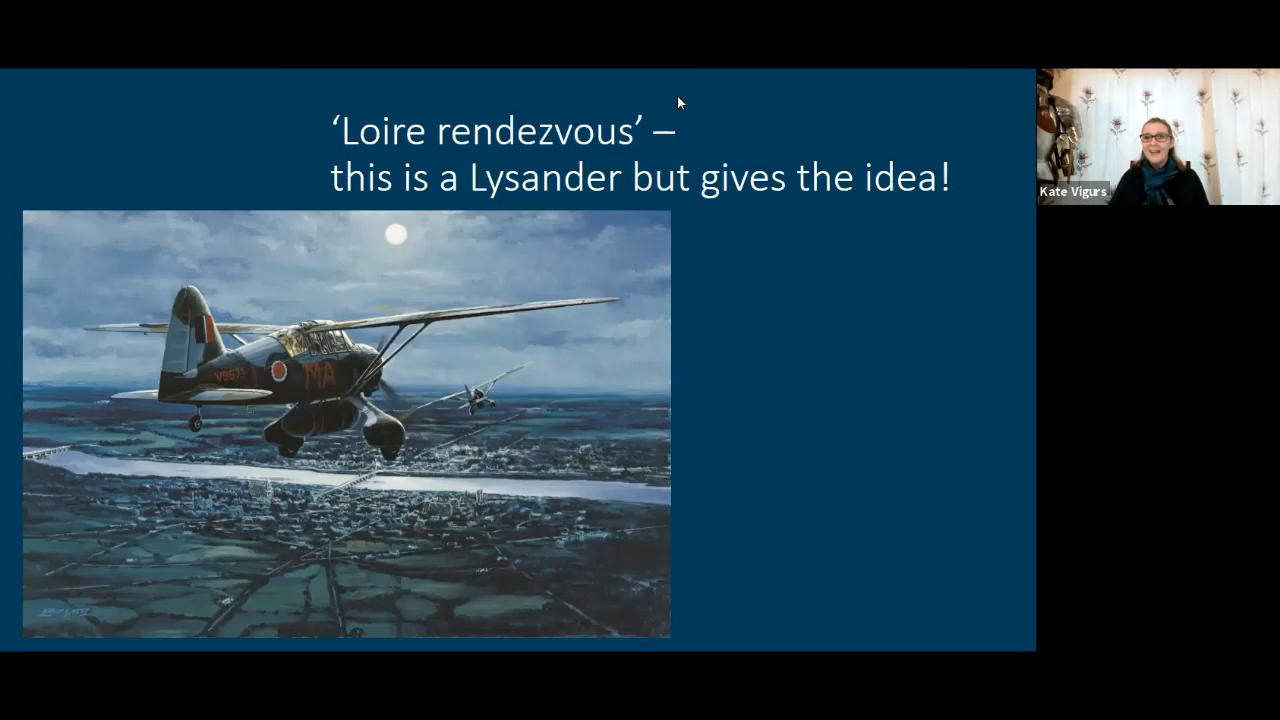 ‘Loire rendezvous’ –
this is a Lysander but gives the idea!
Kate Vigurs
MA